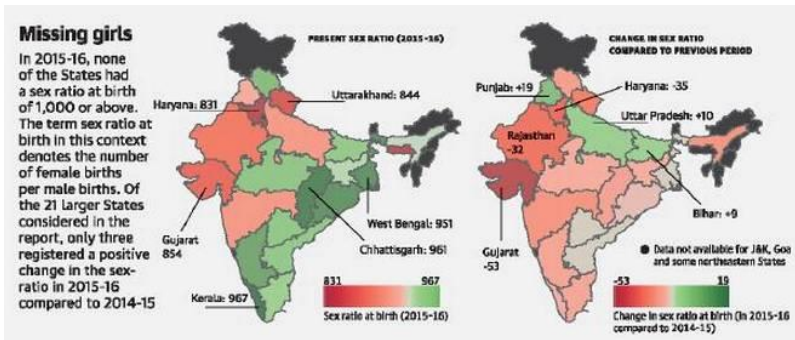 Missing girls
In 2015-16, none
of the States had
a sex ratio at birth
of 1,000 or above.
The term sex ratio at
birth in this context
denotes the number
of female births
per male births. Of
the 21 larger States
considered in the
report, only three
registered a positive
change in the sex-
ratio in 2015-16
compared to 2014-15
PRESENT SEX RATIO (2015-16)
Haryana: 831
Uttarakhand: 844
Gujarat
854
West Bengal: 951
Chhattisgarh: 961
Kerala: 967
831
967
Sex ratio at birth (2015-16)
CHANGE IN SEX RATIO
COMPARED TO PREVIOUS PERIOD
Punjab: +19
Haryana: -35
Uttar Pradesh: +10
Rajasthan
-32
Bihar: +9
Gujarat
-53
Data not available for J&K, Goa
and some northeastern States
-53
19
Change in sex ratio at birth (in 2015-16
compared to 2014-15)